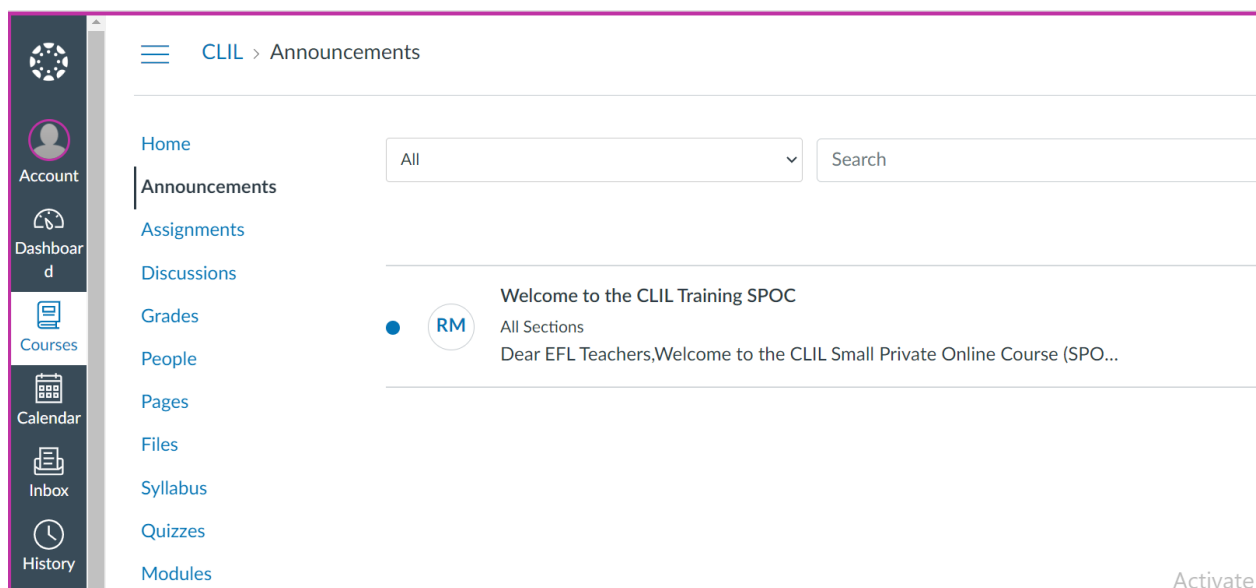 CLIL > Announcements
Account
Dashboar
d
Courses
Calendar
Inbox
History
Home
Announcements
Assignments
Discussions
Grades
People
Pages
Files
Syllabus
Quizzes
Modules
All
Search
RM
Welcome to the CLIL Training SPOC
All Sections
Dear EFL Teachers,Welcome to the CLIL Small Private Online Course (SPO...
Activate